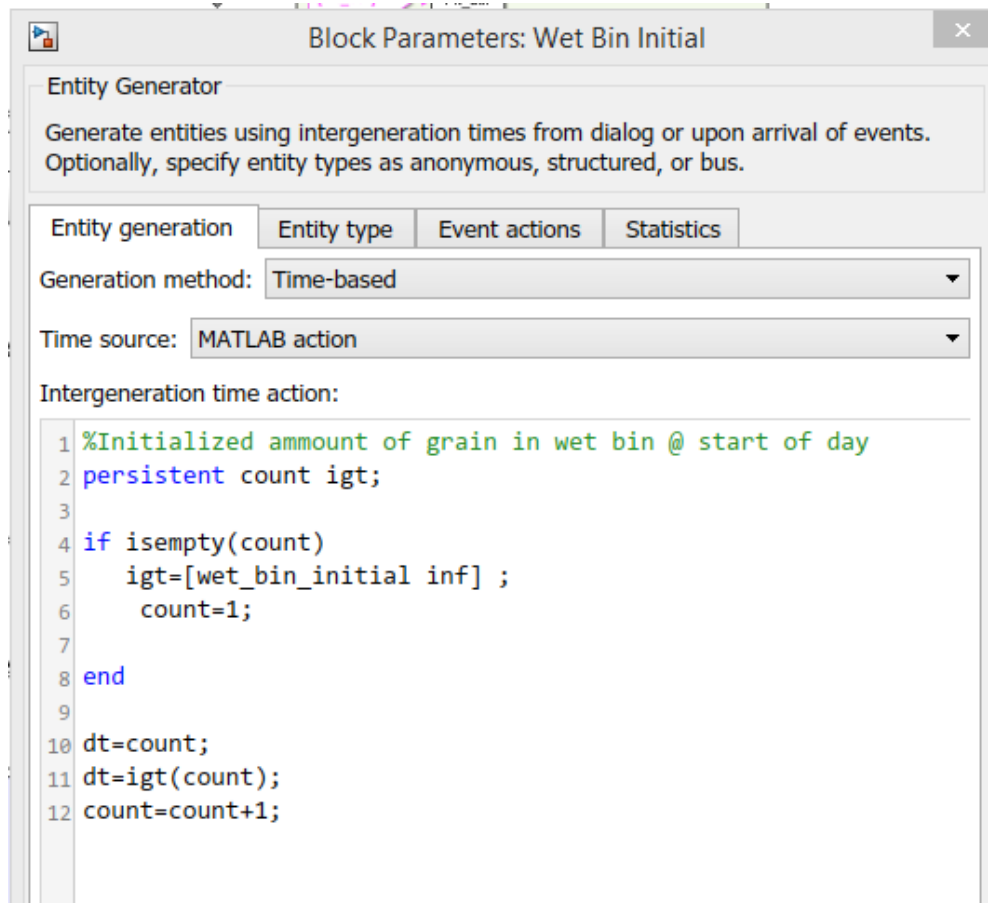 Block Parameters: Wet Bin Initial
Entity Generator
Generate entities using intergeneration times from dialog or upon arrival of events.
Optionally, specify entity types as anonymous, structured, or bus.
Entity generation Entity type Event actions Statistics
Generation method: Time-based
Time source: MATLAB action
Intergeneration time action:
1 %Initialized ammount of grain in wet bin @ start of day
2 persistent count igt;
3
4 if isempty(count)
5 igt=[wet_bin_initial inf] ;
6 count=1;
7
8 end
9
10 dt=count;
11 dt=igt(count);
12 count=count+1;